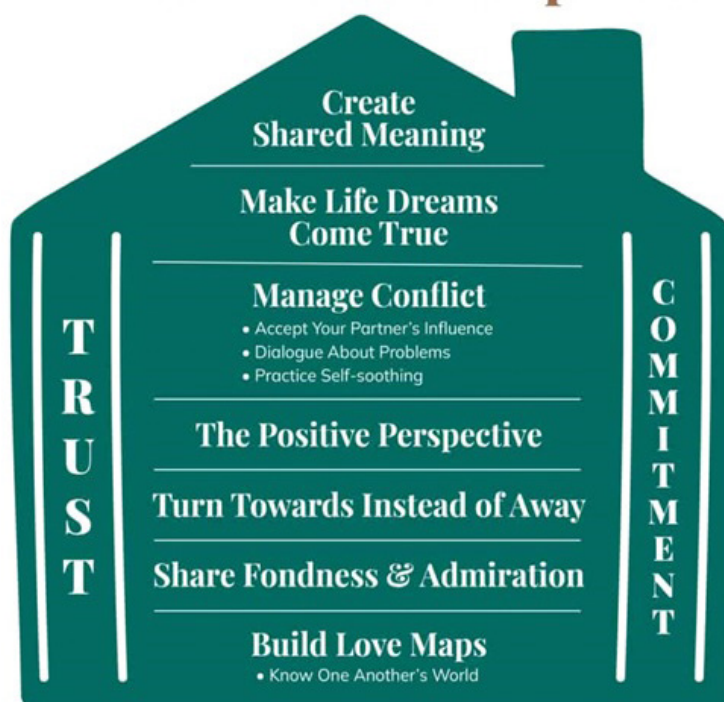 Create
Shared Meaning
Make Life Dreams
Come True
Manage Conflict
• Accept Your Partner's Influence
• Dialogue About Problems
• Practice Self-soothing
The Positive Perspective
Turn Towards Instead of Away
Share Fondness & Admiration
Build Love Maps
• Know One Another's World
TRUST
COMMITMENT